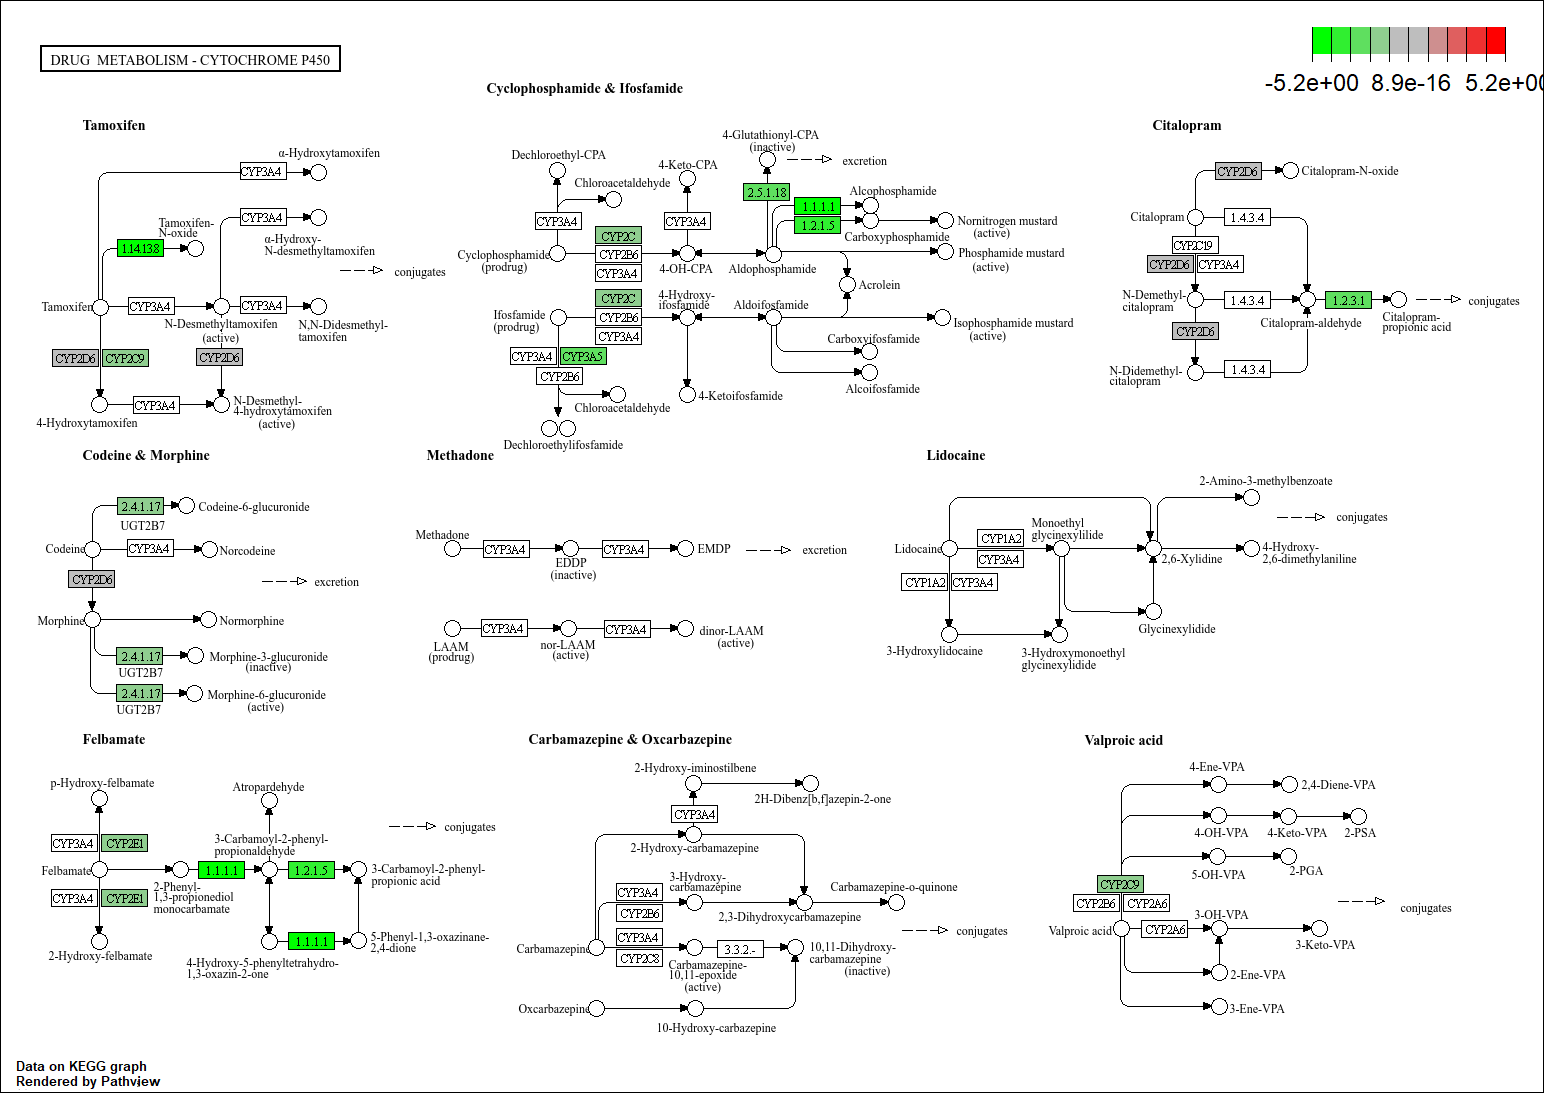 DRUG METABOLISM - CYTOCHROME P450
-5.2e+00 8.9e-16 5.2e+00
Cyclophosphamide & Ifosfamide
Tamoxifen
α-Hydroxytamoxifen
CYP3A4
Tamoxifen-
N-oxide
CYP3A4
α-Hydroxy-
N-desmethyltamoxifen
1.14.13.8
conjugates
Tamoxifen
CYP3A4
CYP3A4
N-Desmethyltamoxifen
(active)
N,N-Didesmethyl-
tamoxifen
CYP2D6
CYP2C9
CYP2D6
CYP3A4
N-Desmethyl-
4-hydroxytamoxifen
(active)
4-Hydroxytamoxifen
Dechloroethyl-CPA
Chloroacetaldehyde
4-Keto-CPA
4-Glutathionyl-CPA
(inactive)
excretion
2.5.1.18
Alcophosphamide
1.1.1.1
1.2.1.5
Carboxyphosphamide
Nornitrogen mustard
(active)
CYP3A4
CYP3A4
CYP2C
CYP2B6
CYP3A4
Cyclophosphamide
(prodrug)
4-OH-CPA
Aldophosphamide
Phosphamide mustard
(active)
Acrolein
CYP2C
CYP2B6
CYP3A4
4-Hydroxy-
ifosfamide
Aldoifosfamide
Ifosfamide
(prodrug)
Isophosphamide mustard
(active)
CYP3A4
CYP3A5
CYP2B6
Carboxyifosfamide
Alcoifosfamide
4-Ketoifosfamide
Chloroacetaldehyde
Dechloroethylifosfamide
Citalopram
CYP2D6
Citalopram-N-oxide
Citalopram
1.4.3.4
CYP2C19
CYP2D6
CYP3A4
N-Demethyl-
citalopram
1.4.3.4
1.2.3.1
conjugates
Citalopram-aldehyde
Citalopram-
propionic acid
CYP2D6
N-Didemethyl-
citalopram
1.4.3.4
Codeine & Morphine
2.4.1.17
UGT2B7
Codeine-6-glucuronide
Codeine
CYP3A4
Norcodeine
CYP2D6
excretion
Morphine
Normorphine
2.4.1.17
UGT2B7
Morphine-3-glucuronide
(inactive)
2.4.1.17
UGT2B7
Morphine-6-glucuronide
(active)
Methadone
Methadone
CYP3A4
EDDP
(inactive)
CYP3A4
EMDP
excretion
LAAM
(prodrug)
CYP3A4
nor-LAAM
(active)
CYP3A4
dinor-LAAM
(active)
Lidocaine
2-Amino-3-methylbenzoate
conjugates
Lidocaine
CYP1A2
CYP3A4
Monoethyl
glycinexylilide
2,6-Xylidine
4-Hydroxy-
2,6-dimethylaniline
CYP1A2
CYP3A4
Glycinexylidide
3-Hydroxylidocaine
3-Hydroxymonoethyl
glycinexylidide
Felbamate
p-Hydroxy-felbamate
Atropardehyde
conjugates
CYP3A4
CYP2E1
3-Carbamoyl-2-phenyl-
propionaldehyde
Felbamate
1.1.1.1
1.2.1.5
3-Carbamoyl-2-phenyl-
propionic acid
CYP3A4
CYP2E1
2-Phenyl-
1,3-propionediol
monocarbamate
1.1.1.1
5-Phenyl-1,3-oxazinane-
2,4-dione
2-Hydroxy-felbamate
4-Hydroxy-5-phenyltetrahydro-
1,3-oxazin-2-one
Carbamazepine & Oxcarbazepine
2-Hydroxy-iminostilbene
2H-Dibenz[b,f]azepin-2-one
CYP3A4
2-Hydroxy-carbamazepine
CYP3A4
CYP2B6
3-Hydroxy-
carbamazepine
Carbamazepine-o-quinone
2,3-Dihydroxycarbamazepine
conjugates
CYP3A4
CYP2C8
Carbamazepine
3.3.2.-
Carbamazepine-
10,11-epoxide
(active)
10,11-Dihydroxy-
carbamazepine
(inactive)
Oxcarbazepine
10-Hydroxy-carbazepine
Valproic acid
4-Ene-VPA
2,4-Diene-VPA
4-OH-VPA
4-Keto-VPA
2-PSA
5-OH-VPA
2-PGA
CYP2C9
CYP2B6
CYP2A6
Valproic acid
CYP2A6
3-OH-VPA
3-Keto-VPA
conjugates
2-Ene-VPA
3-Ene-VPA
Data on KEGG graph
Rendered by Pathview